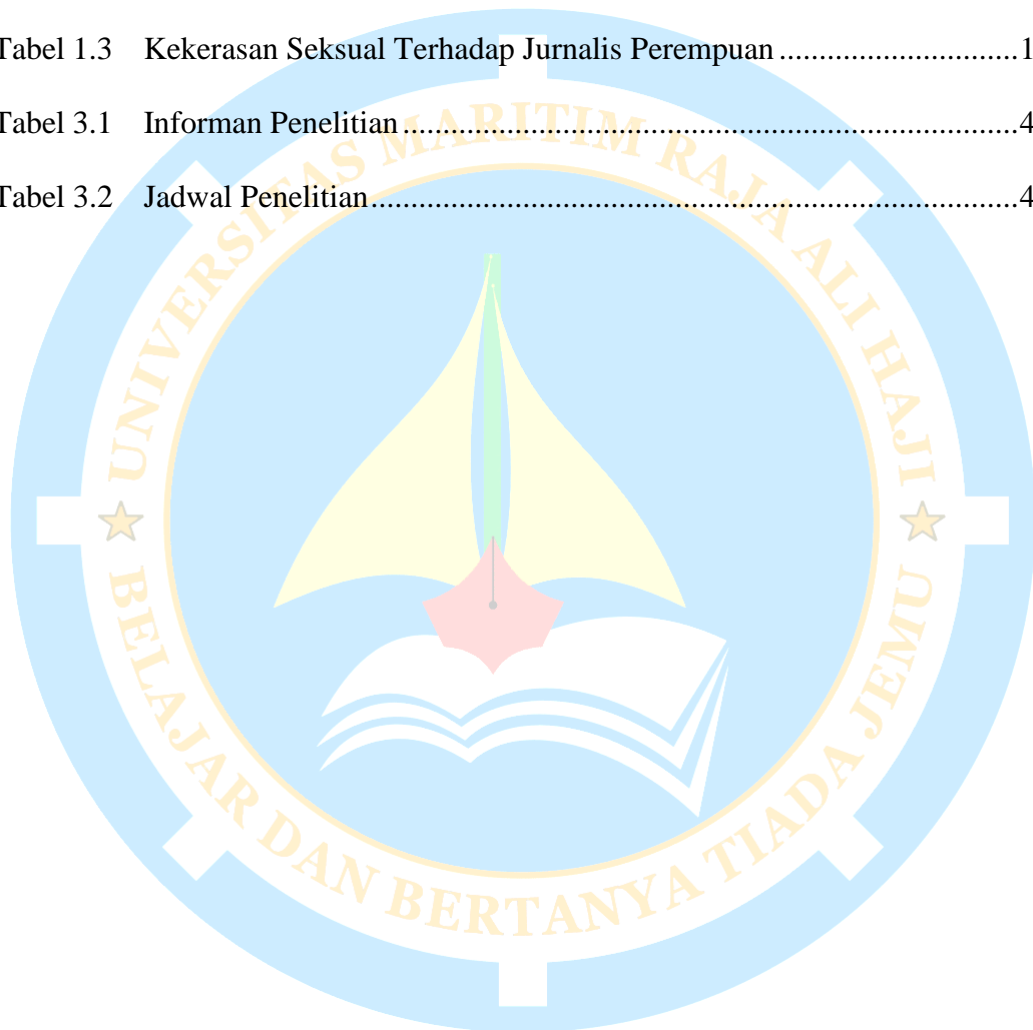 Tabel 1.3 Kekerasan Seksual Terhadap Jurnalis Perempuan .............................1
Tabel 3.1 Informan Penelitian ............................................................................4
Tabel 3.2 Jadwal Penelitian ................................................................................4
UNIVERSITAS MARITIM RAJA ALI HAJI
BELAJAR DAN BERTANYA TIADA JEMU